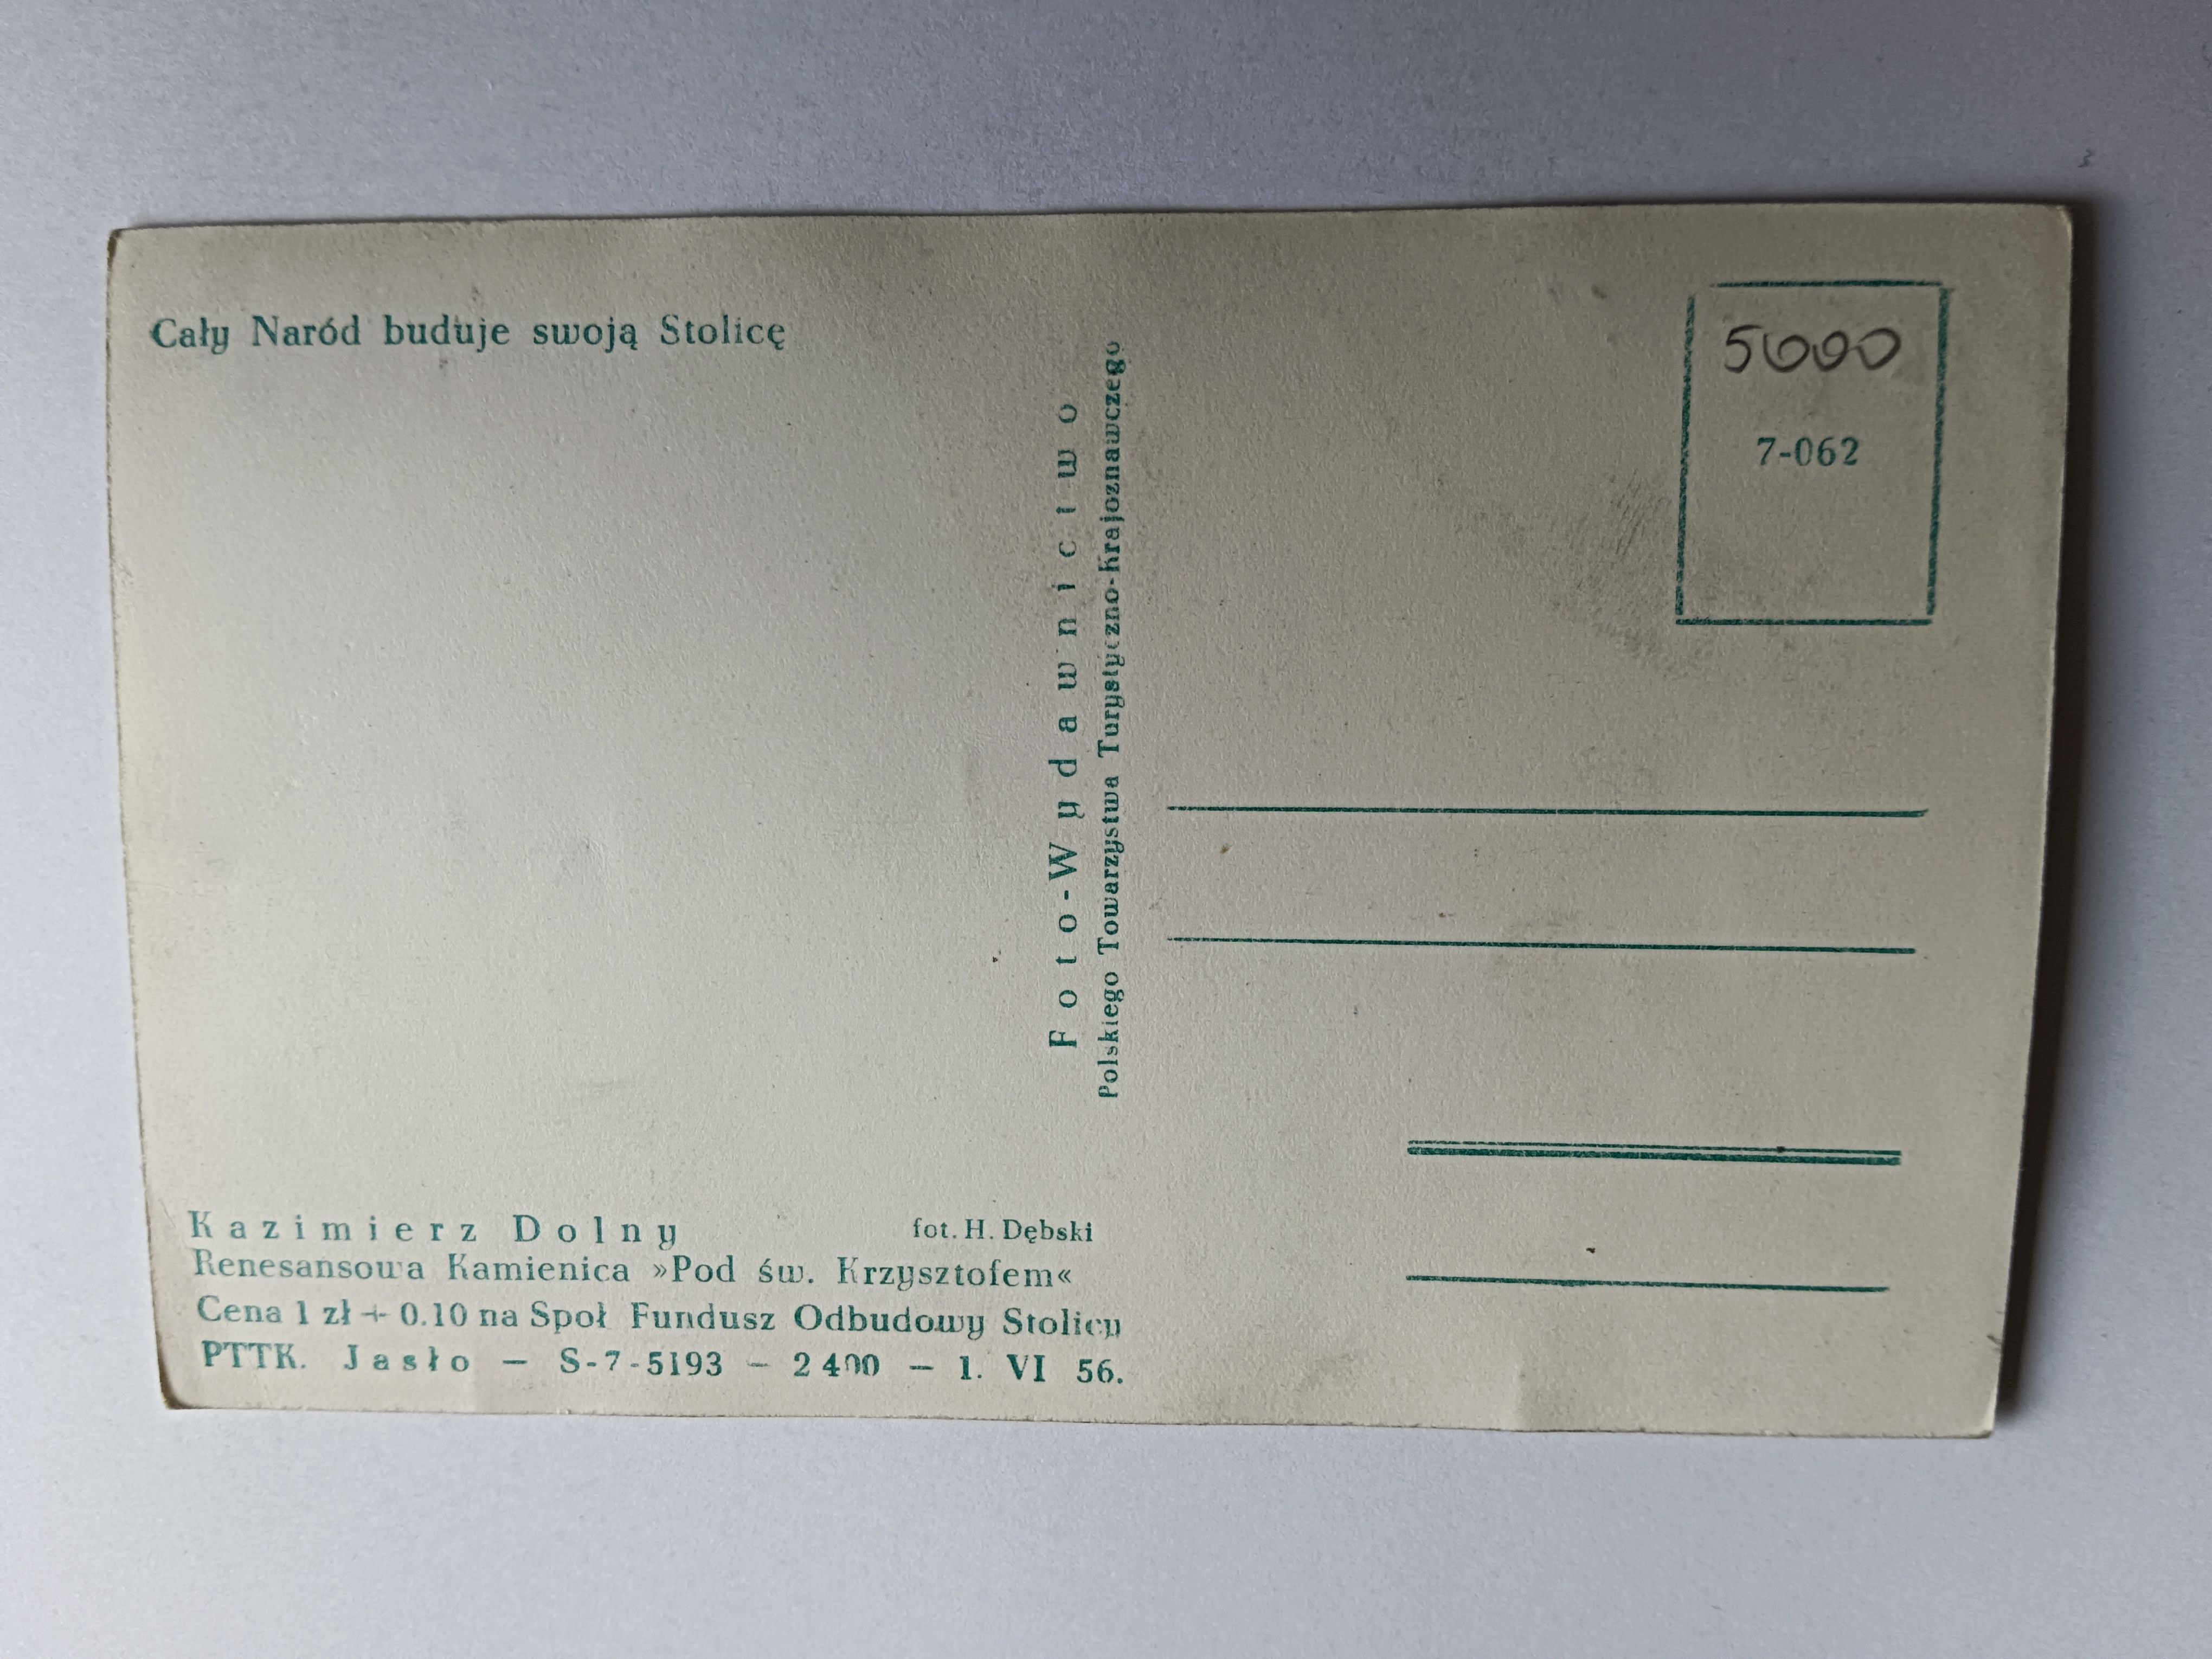 Cały Naród buduje swoją Stolicę
Foto-Wydawnictwo
Polskiego Towarzystwa Turystyczno-Krajoznawczego
5000
7-062
Kazimierz Dolny fot. H. Dębski
Renesansowa Kamienica »Pod św. Krzysztofem«
Cena 1 zł + 0.10 na Społ Fundusz Odbudowy Stolicy
PTTK. Jasło — S-7-5193 — 2400 — 1. VI 56.